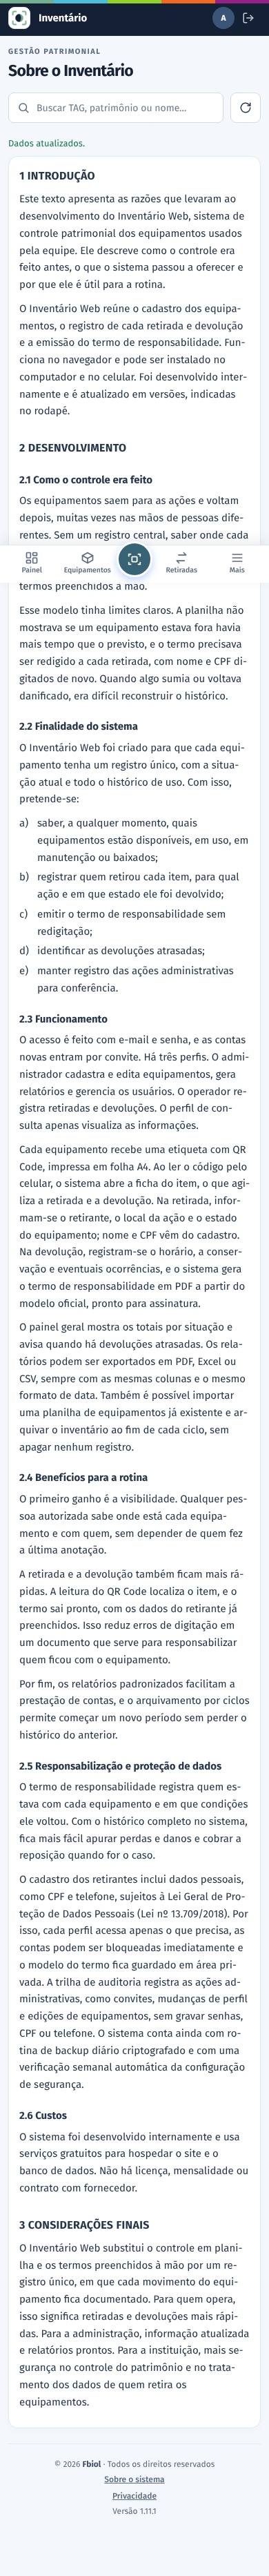 Inventário
A
GESTÃO PATRIMONIAL
Sobre o Inventário
Buscar TAG, patrimônio ou nome...
Dados atualizados.
1 INTRODUÇÃO
Este texto apresenta as razões que levaram ao
desenvolvimento do Inventário Web, sistema de
controle patrimonial dos equipamentos usados
pela equipe. Ele descreve como o controle era
feito antes, o que o sistema passou a oferecer e
por que ele é útil para a rotina.
O Inventário Web reúne o cadastro dos equipa-
mentos, o registro de cada retirada e devolução
e a emissão do termo de responsabilidade. Fun-
ciona no navegador e pode ser instalado no
computador e no celular. Foi desenvolvido inter-
namente e é atualizado em versões, indicadas
no rodapé.
2 DESENVOLVIMENTO
2.1 Como o controle era feito
Os equipamentos saem para as ações e voltam
depois, muitas vezes nas mãos de pessoas dife-
rentes. Sem um registro central, saber onde cada
Painel
Equipamentos
Retiradas
Mais
termos preenchidos à mão.
Esse modelo tinha limites claros. A planilha não
mostrava se um equipamento estava fora havia
mais tempo que o previsto, e o termo precisava
ser redigido a cada retirada, com nome e CPF di-
gitados de novo. Quando algo sumia ou voltava
danificado, era difícil reconstruir o histórico.
2.2 Finalidade do sistema
O Inventário Web foi criado para que cada equi-
pamento tenha um registro único, com a situa-
ção atual e todo o histórico de uso. Com isso,
pretende-se:
a) saber, a qualquer momento, quais
equipamentos estão disponíveis, em uso, em
manutenção ou baixados;
b) registrar quem retirou cada item, para qual
ação e em que estado ele foi devolvido;
c) emitir o termo de responsabilidade sem
redigitação;
d) identificar as devoluções atrasadas;
e) manter registro das ações administrativas
para conferência.
2.3 Funcionamento
O acesso é feito com e-mail e senha, e as contas
novas entram por convite. Há três perfis. O admi-
nistrador cadastra e edita equipamentos, gera
relatórios e gerencia os usuários. O operador re-
gistra retiradas e devoluções. O perfil de con-
sulta apenas visualiza as informações.
Cada equipamento recebe uma etiqueta com QR
Code, impressa em folha A4. Ao ler o código pelo
celular, o sistema abre a ficha do item, o que agi-
liza a retirada e a devolução. Na retirada, infor-
mam-se o retirante, o local da ação e o estado
do equipamento; nome e CPF vêm do cadastro.
Na devolução, registram-se o horário, a conser-
vação e eventuais ocorrências, e o sistema gera
o termo de responsabilidade em PDF a partir do
modelo oficial, pronto para assinatura.
O painel geral mostra os totais por situação e
avisa quando há devoluções atrasadas. Os rela-
tórios podem ser exportados em PDF, Excel ou
CSV, sempre com as mesmas colunas e o mesmo
formato de data. Também é possível importar
uma planilha de equipamentos já existente e ar-
quivar o inventário ao fim de cada ciclo, sem
apagar nenhum registro.
2.4 Benefícios para a rotina
O primeiro ganho é a visibilidade. Qualquer pes-
soa autorizada sabe onde está cada equipa-
mento e com quem, sem depender de quem fez
a última anotação.
A retirada e a devolução também ficam mais rá-
pidas. A leitura do QR Code localiza o item, e o
termo sai pronto, com os dados do retirante já
preenchidos. Isso reduz erros de digitação em
um documento que serve para responsabilizar
quem ficou com o equipamento.
Por fim, os relatórios padronizados facilitam a
prestação de contas, e o arquivamento por ciclos
permite começar um novo período sem perder o
histórico do anterior.
2.5 Responsabilização e proteção de dados
O termo de responsabilidade registra quem es-
tava com cada equipamento e em que condições
ele voltou. Com o histórico completo no sistema,
fica mais fácil apurar perdas e danos e cobrar a
reposição quando for o caso.
O cadastro dos retirantes inclui dados pessoais,
como CPF e telefone, sujeitos à Lei Geral de Pro-
teção de Dados Pessoais (Lei nº 13.709/2018). Por
isso, cada perfil acessa apenas o que precisa, as
contas podem ser bloqueadas imediatamente e
o modelo do termo fica guardado em área pri-
vada. A trilha de auditoria registra as ações ad-
ministrativas, como convites, mudanças de perfil
e edições de equipamentos, sem gravar senhas,
CPF ou telefone. O sistema conta ainda com ro-
tina de backup diário criptografado e com uma
verificação semanal automática da configuração
de segurança.
2.6 Custos
O sistema foi desenvolvido internamente e usa
serviços gratuitos para hospedar o site e o
banco de dados. Não há licença, mensalidade ou
contrato com fornecedor.
3 CONSIDERAÇÕES FINAIS
O Inventário Web substitui o controle em plani-
lha e os termos preenchidos à mão por um re-
gistro único, em que cada movimento do equi-
pamento fica documentado. Para quem opera,
isso significa retiradas e devoluções mais rápi-
das. Para a administração, informação atualizada
e relatórios prontos. Para a instituição, mais se-
gurança no controle do patrimônio e no trata-
mento dos dados de quem retira os
equipamentos.
© 2026 Fbiol · Todos os direitos reservados
Sobre o sistema
Privacidade
Versão 1.11.1